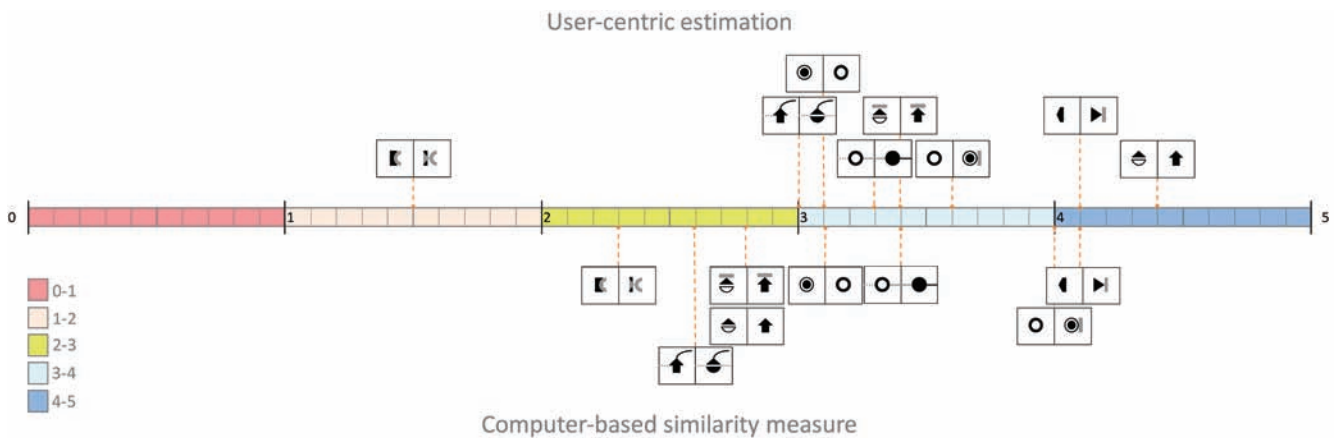 User-centric estimation
0 1 2 3 4 5
0-1
1-2
2-3
3-4
4-5
Computer-based similarity measure